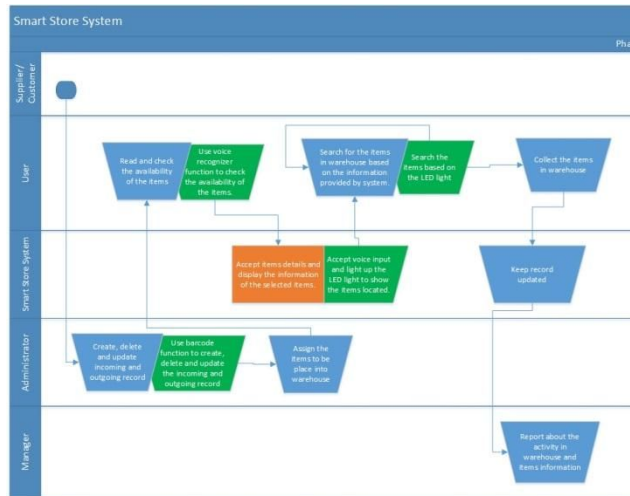 Smart Store System
Pha
Supplier/
Customer
User
Read and check
the availability
of the items
Use voice
recognizer
function to check
the availability of
the items.
Search for the items
in warehouse based
on the information
provided by system.
Search the
items based on
the LED light
Collect the items
in warehouse
Smart Store System
Accept items details and
display the information
of the selected items.
Accept voice input
and light up the
LED light to show
the items located.
Keep record
updated
Administrator
Create, delete
and update
incoming and
outgoing record
Use barcode
function to create,
delete and update
the incoming and
outgoing record
Assign the
items to be
place into
warehouse
Manager
Report about the
activity in
warehouse and
items information